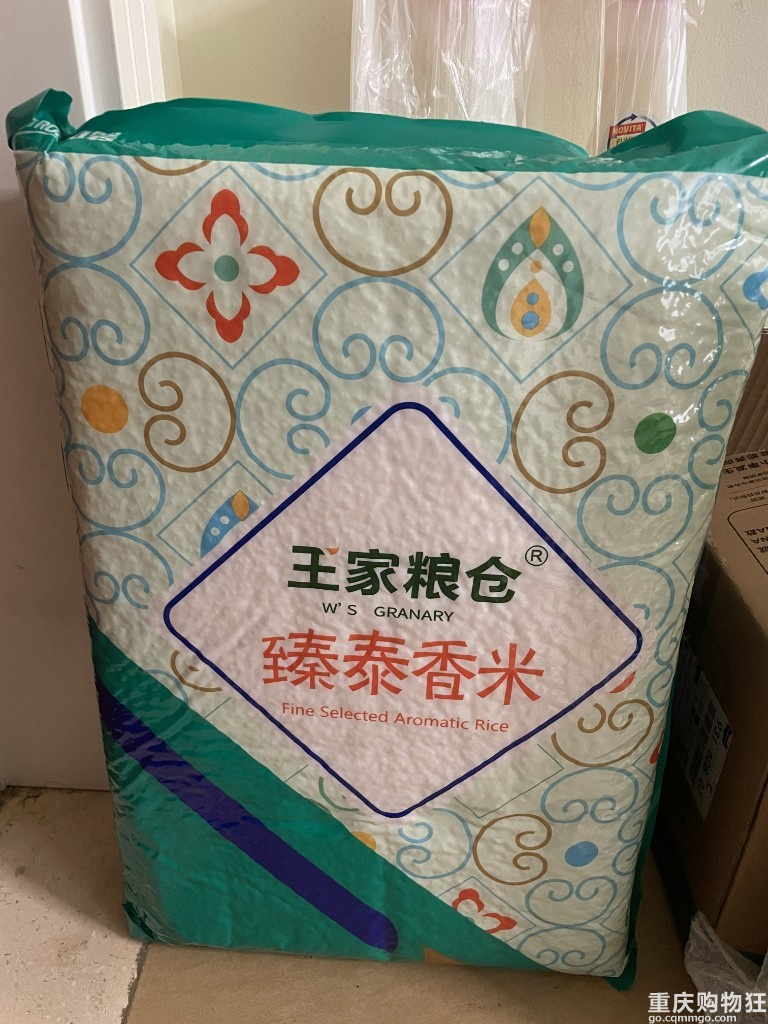 NOVITA'
王家粮仓®
W'S GRANARY
臻泰香米
Fine Selected Aromatic Rice
重庆购物狂
go.cqmmgo.com